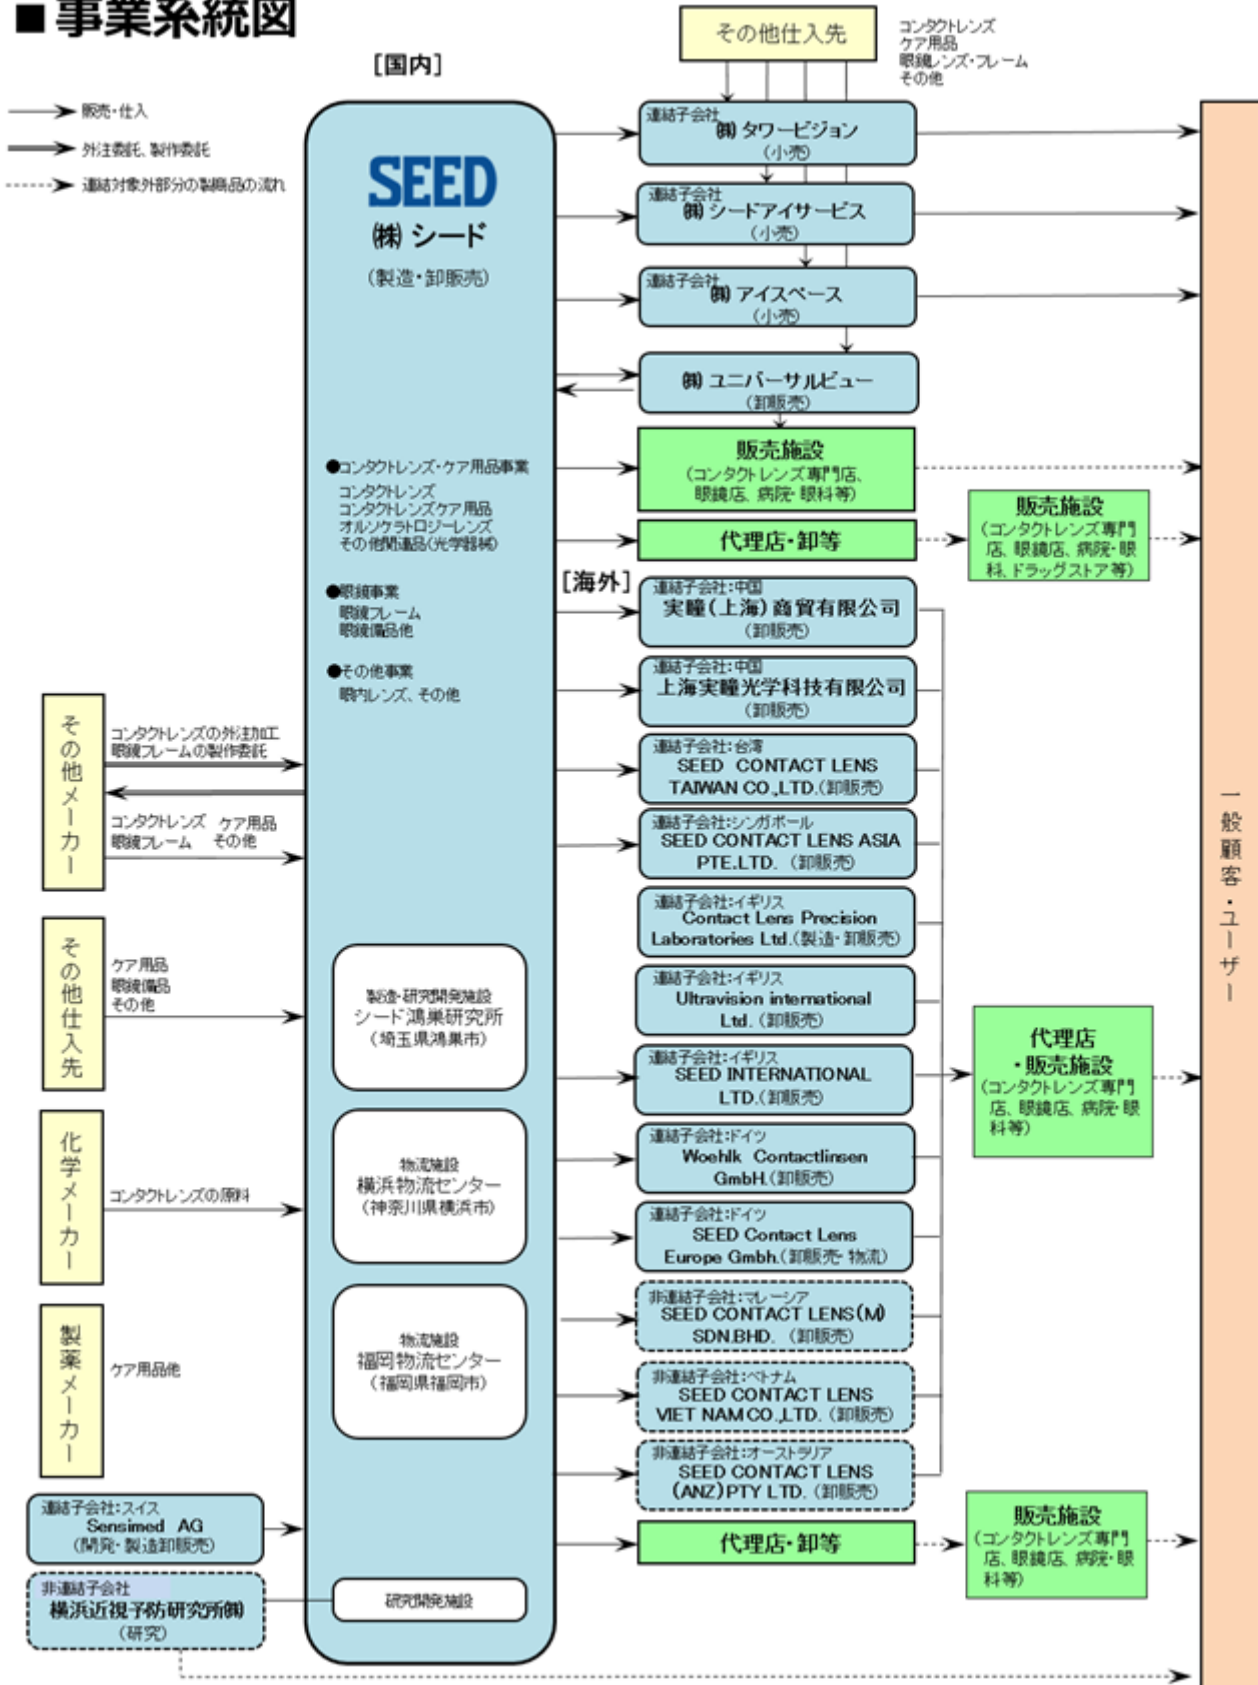 ■事業系統図
[国内]
販売・仕入
外注委託、製作委託
連結対象外部分の製商品の流れ
その他仕入先
コンタクトレンズ
ケア用品
眼鏡レンズ・フレーム
その他
SEED
㈱ シード
(製造・卸販売)
連結子会社
㈱ タワービジョン
(小売)
連結子会社
㈱ シードアイサービス
(小売)
連結子会社
㈱ アイスペース
(小売)
㈱ ユニバーサルビュー
(卸販売)
販売施設
(コンタクトレンズ専門店、
眼鏡店、病院・眼科等)
代理店・卸等
販売施設
(コンタクトレンズ専門
店、眼鏡店、病院・眼
科、ドラッグストア等)
●コンタクトレンズ・ケア用品事業
コンタクトレンズ
コンタクトレンズケア用品
オルソケラトロジーレンズ
その他関連品(光学器械)
●眼鏡事業
眼鏡フレーム
眼鏡備品他
●その他事業
眼内レンズ、その他
[海外]
連結子会社:中国
実瞳(上海)商貿有限公司
(卸販売)
連結子会社:中国
上海実瞳光学科技有限公司
(卸販売)
連結子会社:台湾
SEED CONTACT LENS
TAIWAN CO.,LTD.(卸販売)
連結子会社:シンガポール
SEED CONTACT LENS ASIA
PTE.LTD. (卸販売)
連結子会社:イギリス
Contact Lens Precision
Laboratories Ltd.(製造・卸販売)
連結子会社:イギリス
Ultravision international
Ltd. (卸販売)
連結子会社:イギリス
SEED INTERNATIONAL
LTD.(卸販売)
連結子会社:ドイツ
Woehlk Contactlinsen
GmbH.(卸販売)
連結子会社:ドイツ
SEED Contact Lens
Europe Gmbh.(卸販売・物流)
非連結子会社:マレーシア
SEED CONTACT LENS(M)
SDN.BHD. (卸販売)
非連結子会社:ベトナム
SEED CONTACT LENS
VIET NAM CO.,LTD. (卸販売)
非連結子会社:オーストラリア
SEED CONTACT LENS
(ANZ)PTY LTD. (卸販売)
代理店・卸等
代理店
・販売施設
(コンタクトレンズ専門
店、眼鏡店、病院・眼
科等)
販売施設
(コンタクトレンズ専門
店、眼鏡店、病院・眼
科等)
一般顧客・ユーザー
その他メーカー
コンタクトレンズの外注加工
眼鏡フレームの製作委託
コンタクトレンズ ケア用品
眼鏡フレーム その他
その他仕入先
ケア用品
眼鏡備品
その他
化学メーカー
コンタクトレンズの原料
製薬メーカー
ケア用品他
製造・研究開発施設
シード鴻巣研究所
(埼玉県鴻巣市)
物流施設
横浜物流センター
(神奈川県横浜市)
物流施設
福岡物流センター
(福岡県福岡市)
研究開発施設
連結子会社:スイス
Sensimed AG
(開発・製造卸販売)
非連結子会社
横浜近視予防研究所㈱
(研究)